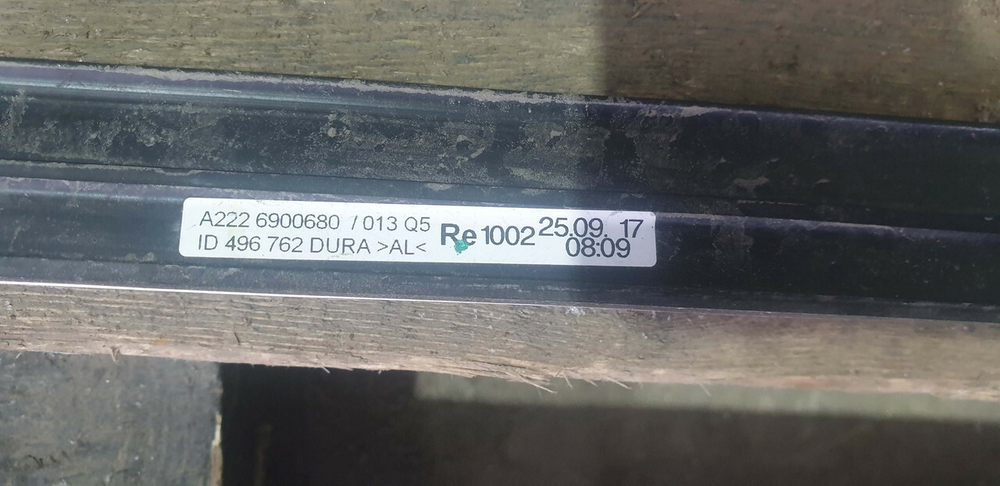 A222 6900680 / 013 Q5
ID 496 762 DURA >AL<
Re 1002
25.09. 17
08:09